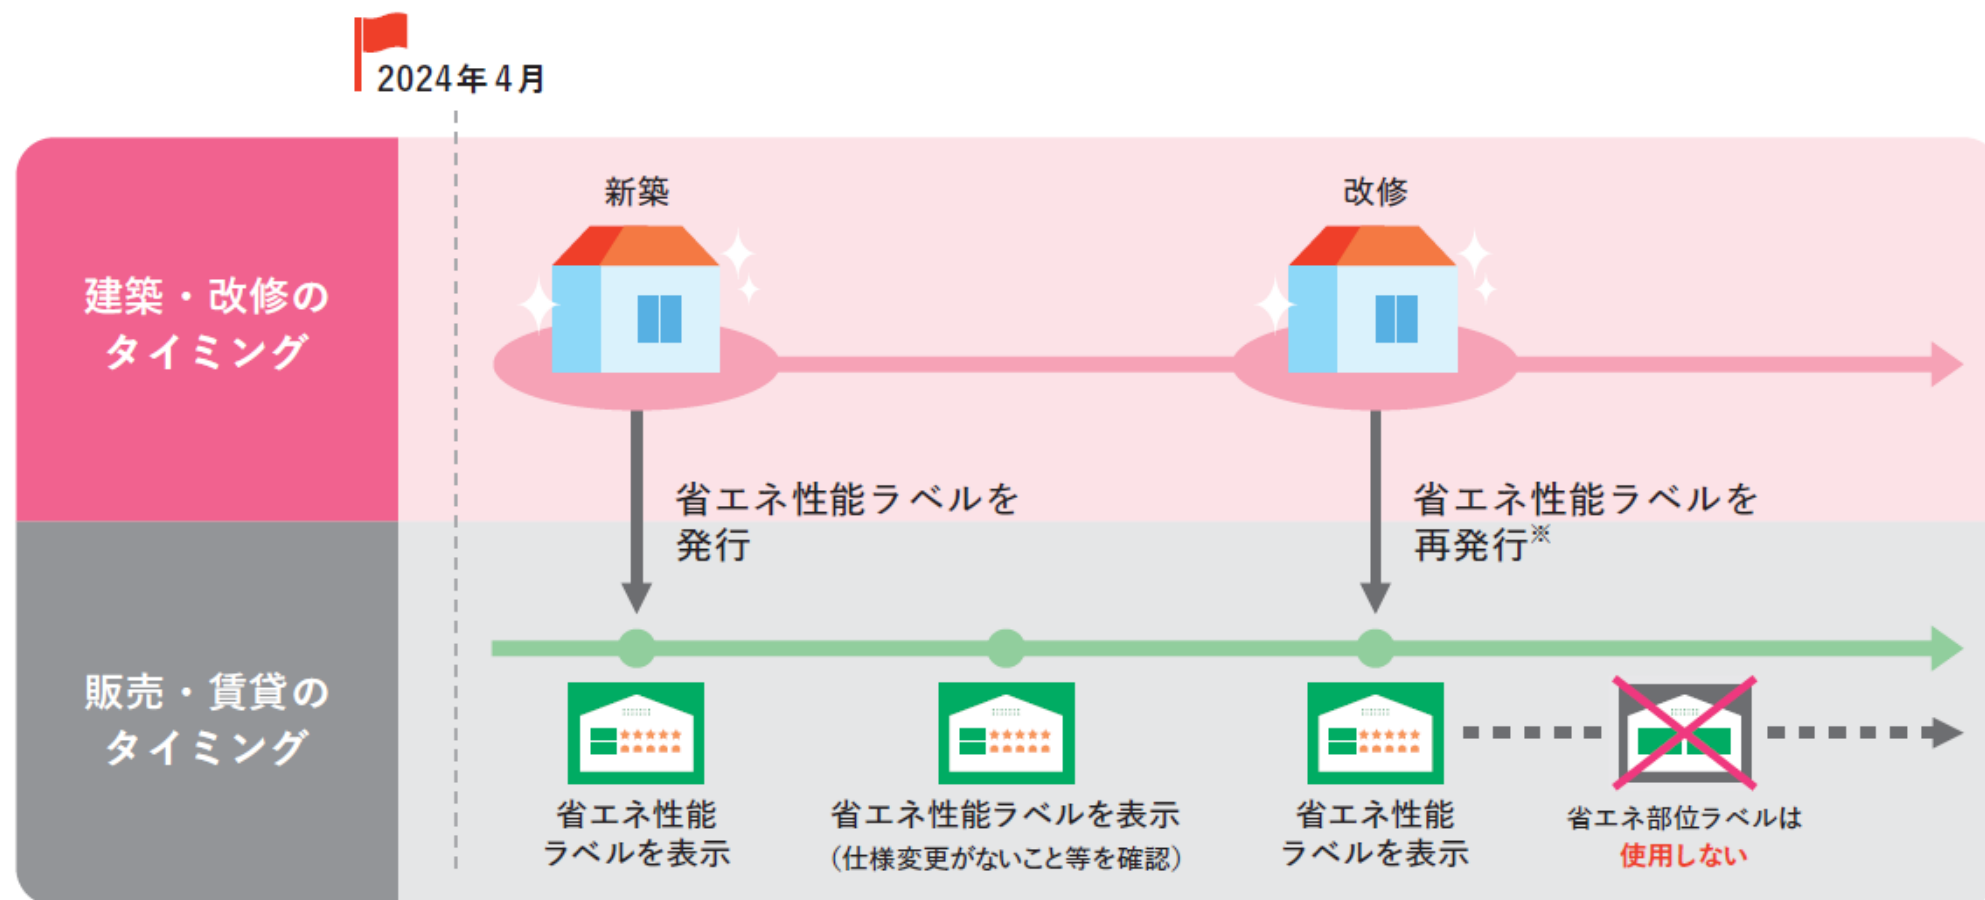 2024年4月
新築
改修
建築・改修の
タイミング
省エネ性能ラベルを
発行
省エネ性能ラベルを
再発行※
販売・賃貸の
タイミング
省エネ性能
ラベルを表示
省エネ性能ラベルを表示
（仕様変更がないこと等を確認）
省エネ性能
ラベルを表示
省エネ部位ラベルは
使用しない